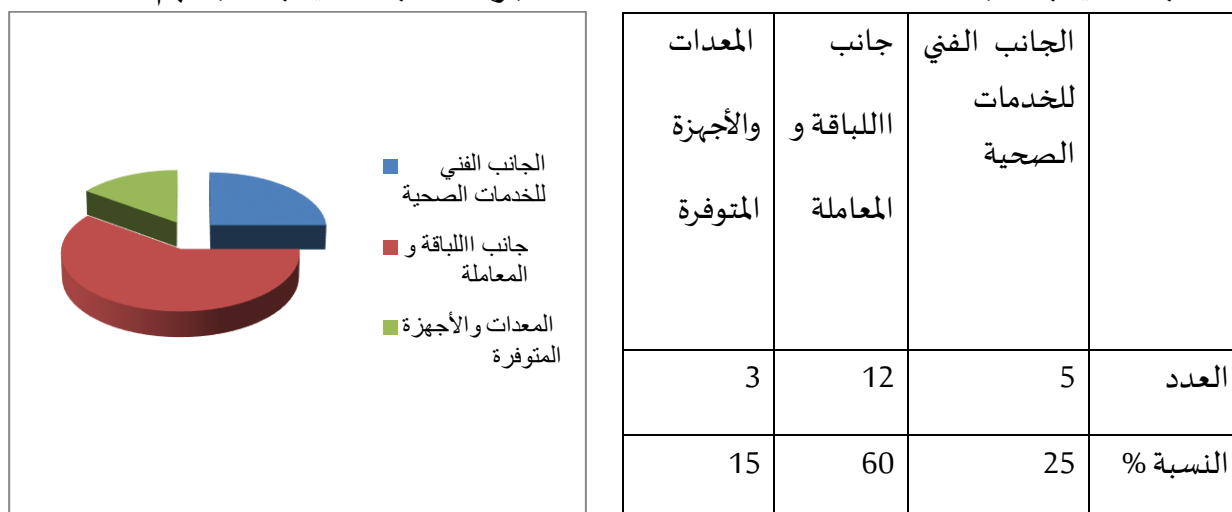 الجانب الفني
للخدمات
الصحية
جانب
االلباقة و
المعاملة
المعدات
والأجهزة
المتوفرة
العدد
5
12
3
النسبة %
25
60
15
الجانب الفني
للخدمات الصحية
جانب االلباقة و
المعاملة
المعدات والأجهزة
المتوفرة